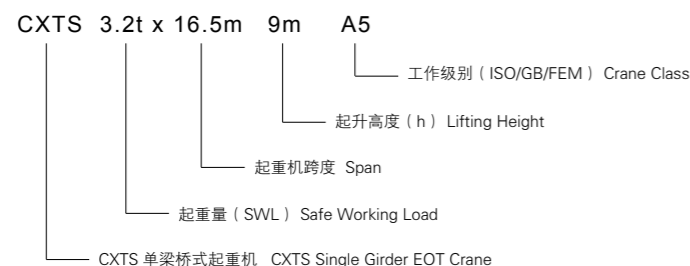 CXTS 3.2t x 16.5m 9m A5
工作级别（ISO/GB/FEM） Crane Class
起升高度（h） Lifting Height
起重机跨度 Span
起重量（SWL） Safe Working Load
CXTS 单梁桥式起重机 CXTS Single Girder EOT Crane